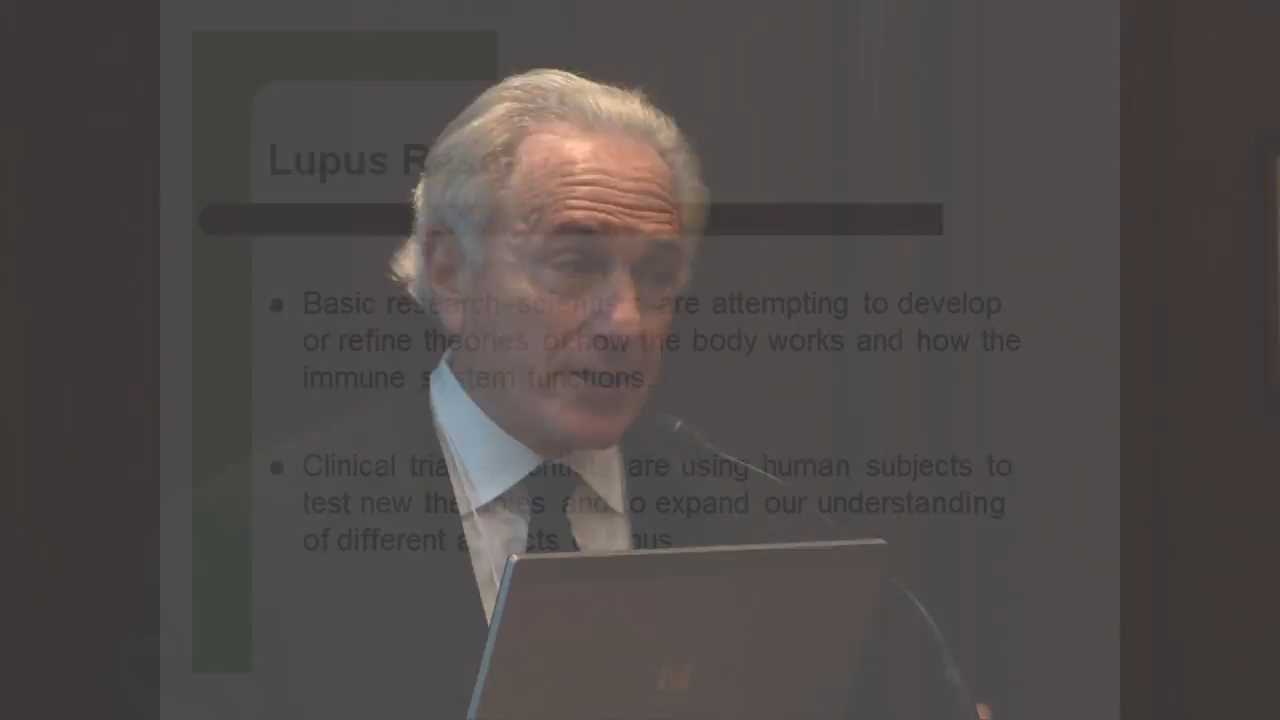 Lupus R
● Basic research–scientists are attempting to develop
or refine theories of how the body works and how the
immune system functions.
● Clinical trials–scientists are using human subjects to
test new therapies and to expand our understanding
of different aspects of lupus
hp